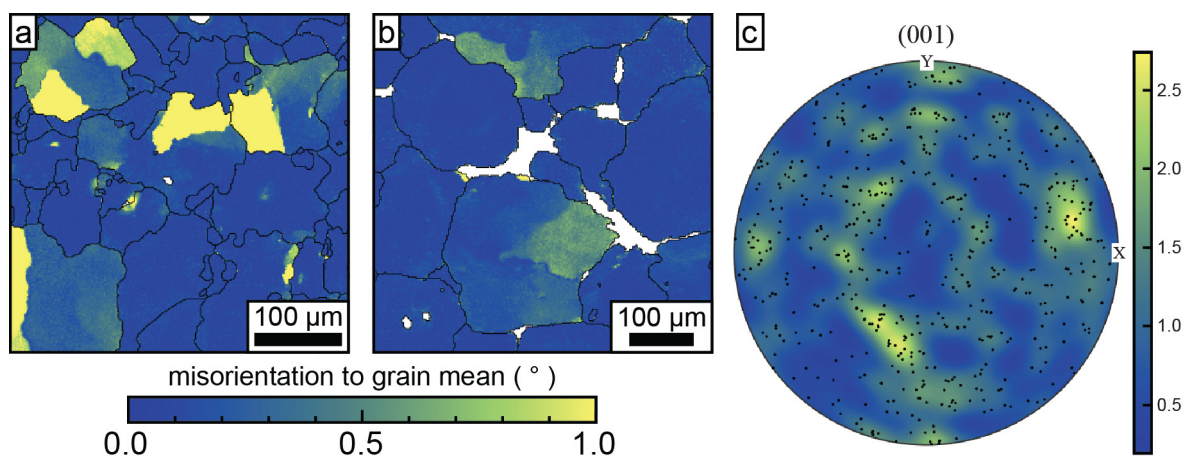 a
b
c
(001)
Y
X
100 µm
100 µm
misorientation to grain mean ( ° )
0.0
0.5
1.0
2.5
2.0
1.5
1.0
0.5